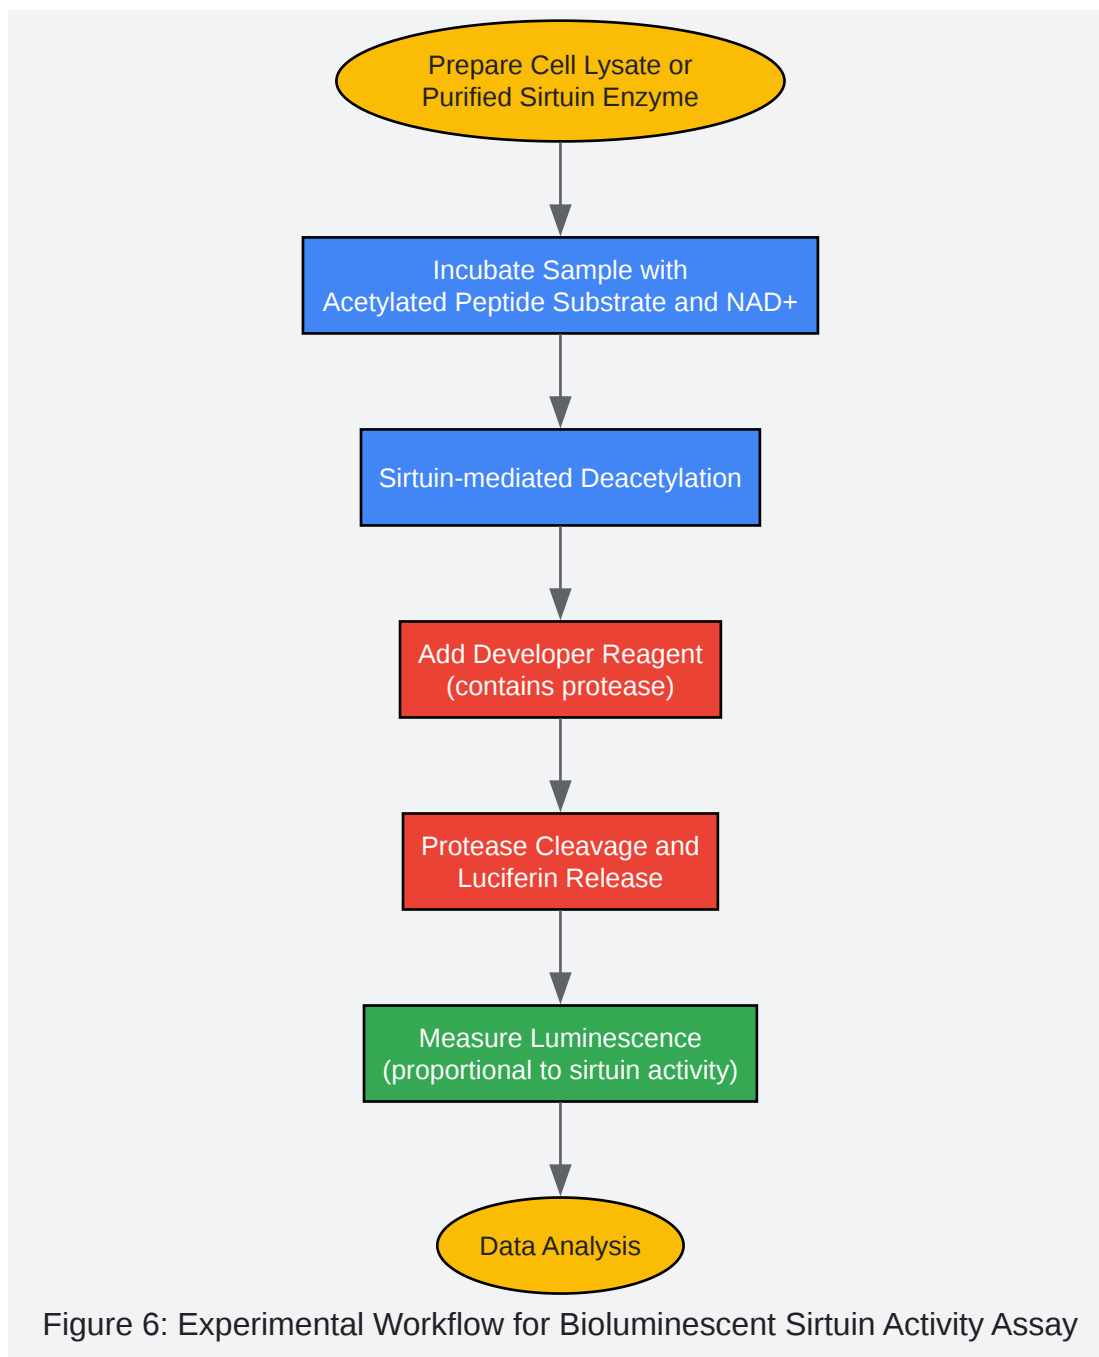 Prepare Cell Lysate or
Purified Sirtuin Enzyme
Incubate Sample with
Acetylated Peptide Substrate and NAD+
Sirtuin-mediated Deacetylation
Add Developer Reagent
(contains protease)
Protease Cleavage and
Luciferin Release
Measure Luminescence
(proportional to sirtuin activity)
Data Analysis
Figure 6: Experimental Workflow for Bioluminescent Sirtuin Activity Assay